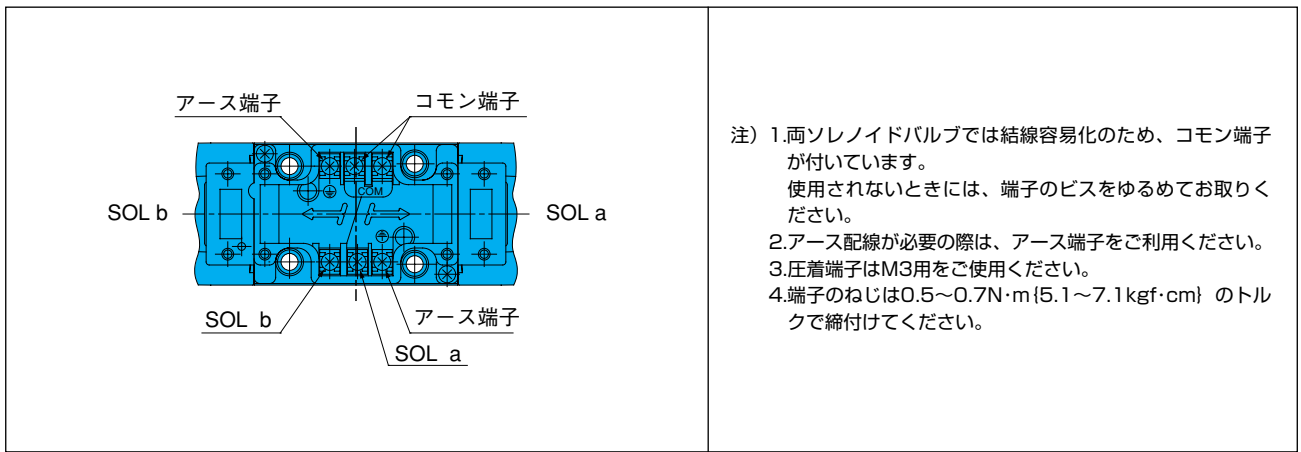 アース端子
コモン端子
COM
SOL b
SOL a
SOL b
アース端子
SOL a
注）1.両ソレノイドバルブでは結線容易化のため、コモン端子
が付いています。
使用されないときには、端子のビスをゆるめてお取りく
ださい。
2.アース配線が必要の際は、アース端子をご利用ください。
3.圧着端子はM3用をご使用ください。
4.端子のねじは0.5〜0.7N·m{5.1〜7.1kgf·cm}のトル
クで締付けてください。